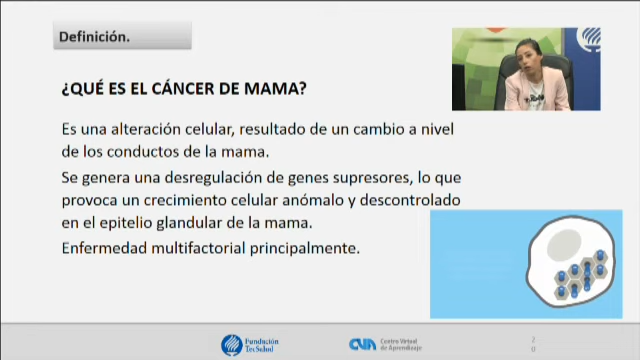 Definición.
¿QUÉ ES EL CÁNCER DE MAMA?
Es una alteración celular, resultado de un cambio a nivel
de los conductos de la mama.
Se genera una desregulación de genes supresores, lo que
provoca un crecimiento celular anómalo y descontrolado
en el epitelio glandular de la mama.
Enfermedad multifactorial principalmente.
Fundación
TecSalud
CVA
Centro Virtual
de Aprendizaje